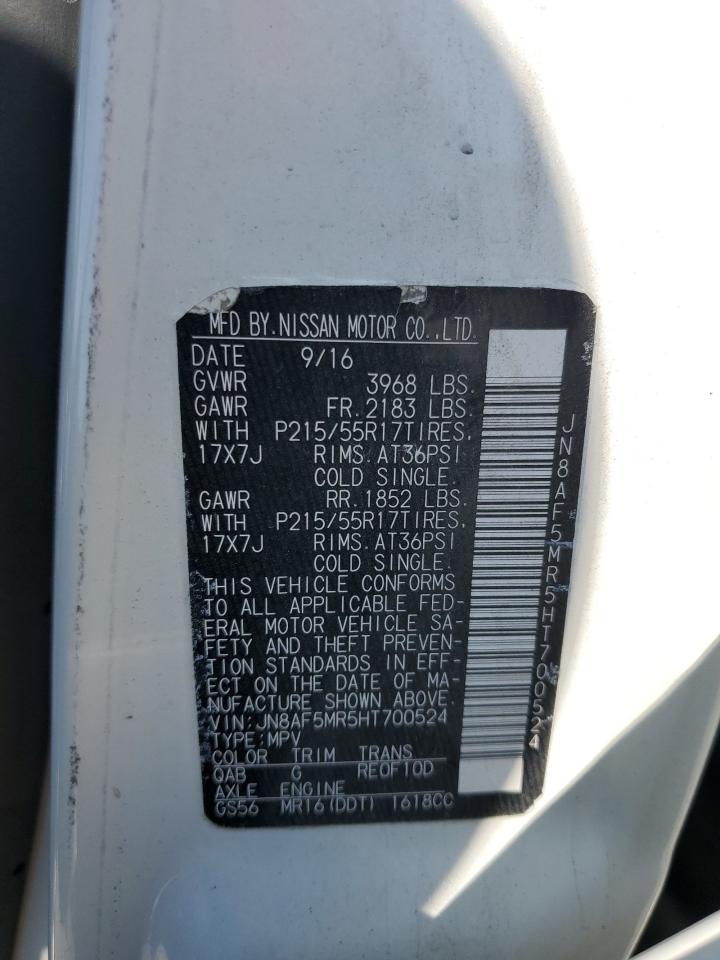 MFD BY.NISSAN MOTOR CO.,LTD.
DATE 9/16
GVWR 3968 LBS.
GAWR FR.2183 LBS.
WITH P215/55R17TIRES,
17X7J RIMS.AT36PSI
COLD SINGLE.
GAWR RR.1852 LBS.
WITH P215/55R17TIRES,
17X7J RIMS.AT36PSI
COLD SINGLE.
THIS VEHICLE CONFORMS
TO ALL APPLICABLE FED-
ERAL MOTOR VEHICLE SA-
FETY AND THEFT PREVEN-
TION STANDARDS IN EFF-
ECT ON THE DATE OF MA-
NUFACTURE SHOWN ABOVE.
VIN:JN8AF5MR5HT700524
TYPE:MPV
COLOR TRIM TRANS
QAB G RE0F10D
AXLE ENGINE
GS56 MR16(DDT) 1618CC
JN8AF5MR5HT700524